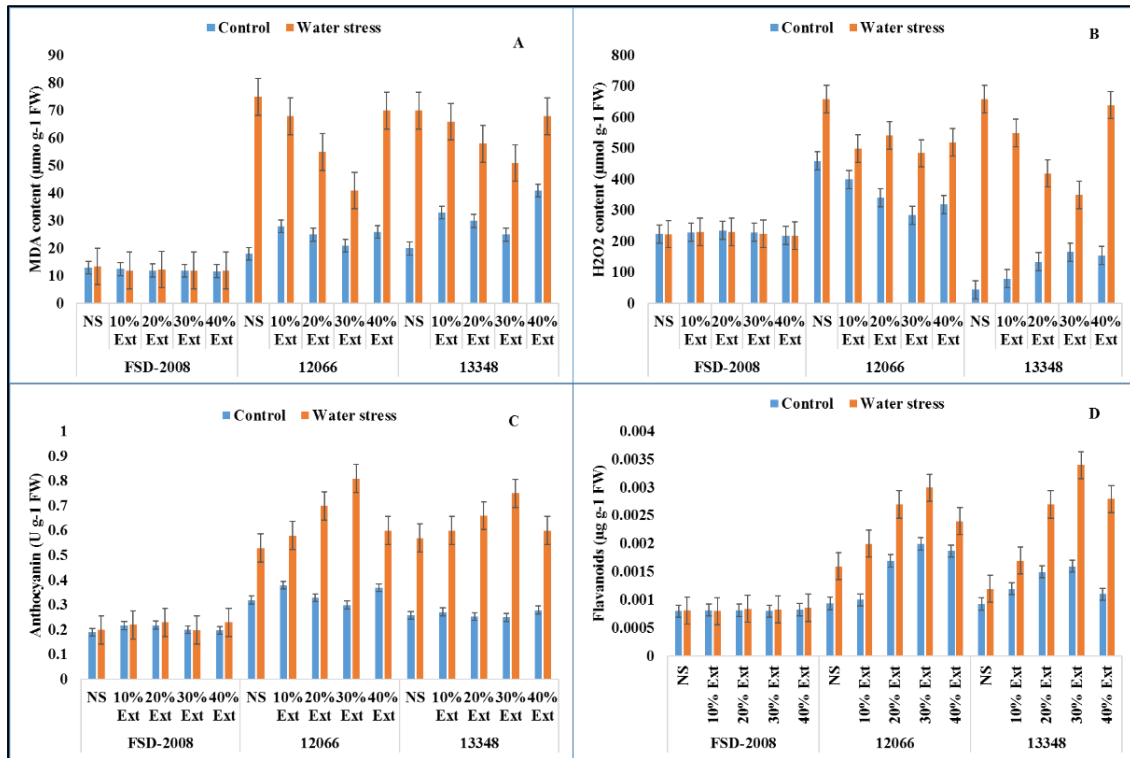 Control Water stress
A
MDA content (µmo g-1 FW)
90
80
70
60
50
40
30
20
10
0
NS 10% 20% 30% 40% NS 10% 20% 30% 40% NS 10% 20% 30% 40%
Ext Ext Ext Ext Ext Ext Ext Ext Ext Ext Ext Ext
FSD-2008 12066 13348
Control Water stress
B
H2O2 content (µmol g-1 FW)
800
700
600
500
400
300
200
100
0
NS 10% 20% 30% 40% NS 10% 20% 30% 40% NS 10% 20% 30% 40%
Ext Ext Ext Ext Ext Ext Ext Ext Ext Ext Ext Ext
FSD-2008 12066 13348
Control Water stress
C
Anthocyanin (U g-1 FW)
1
0.9
0.8
0.7
0.6
0.5
0.4
0.3
0.2
0.1
0
NS 10% 20% 30% 40% NS 10% 20% 30% 40% NS 10% 20% 30% 40%
Ext Ext Ext Ext Ext Ext Ext Ext Ext Ext Ext Ext
FSD-2008 12066 13348
Control Water stress
D
Flavanoids (µg g-1 FW)
0.004
0.0035
0.003
0.0025
0.002
0.0015
0.001
0.0005
0
NS 10% Ext 20% Ext 30% Ext 40% Ext NS 10% Ext 20% Ext 30% Ext 40% Ext NS 10% Ext 20% Ext 30% Ext 40% Ext
FSD-2008 12066 13348